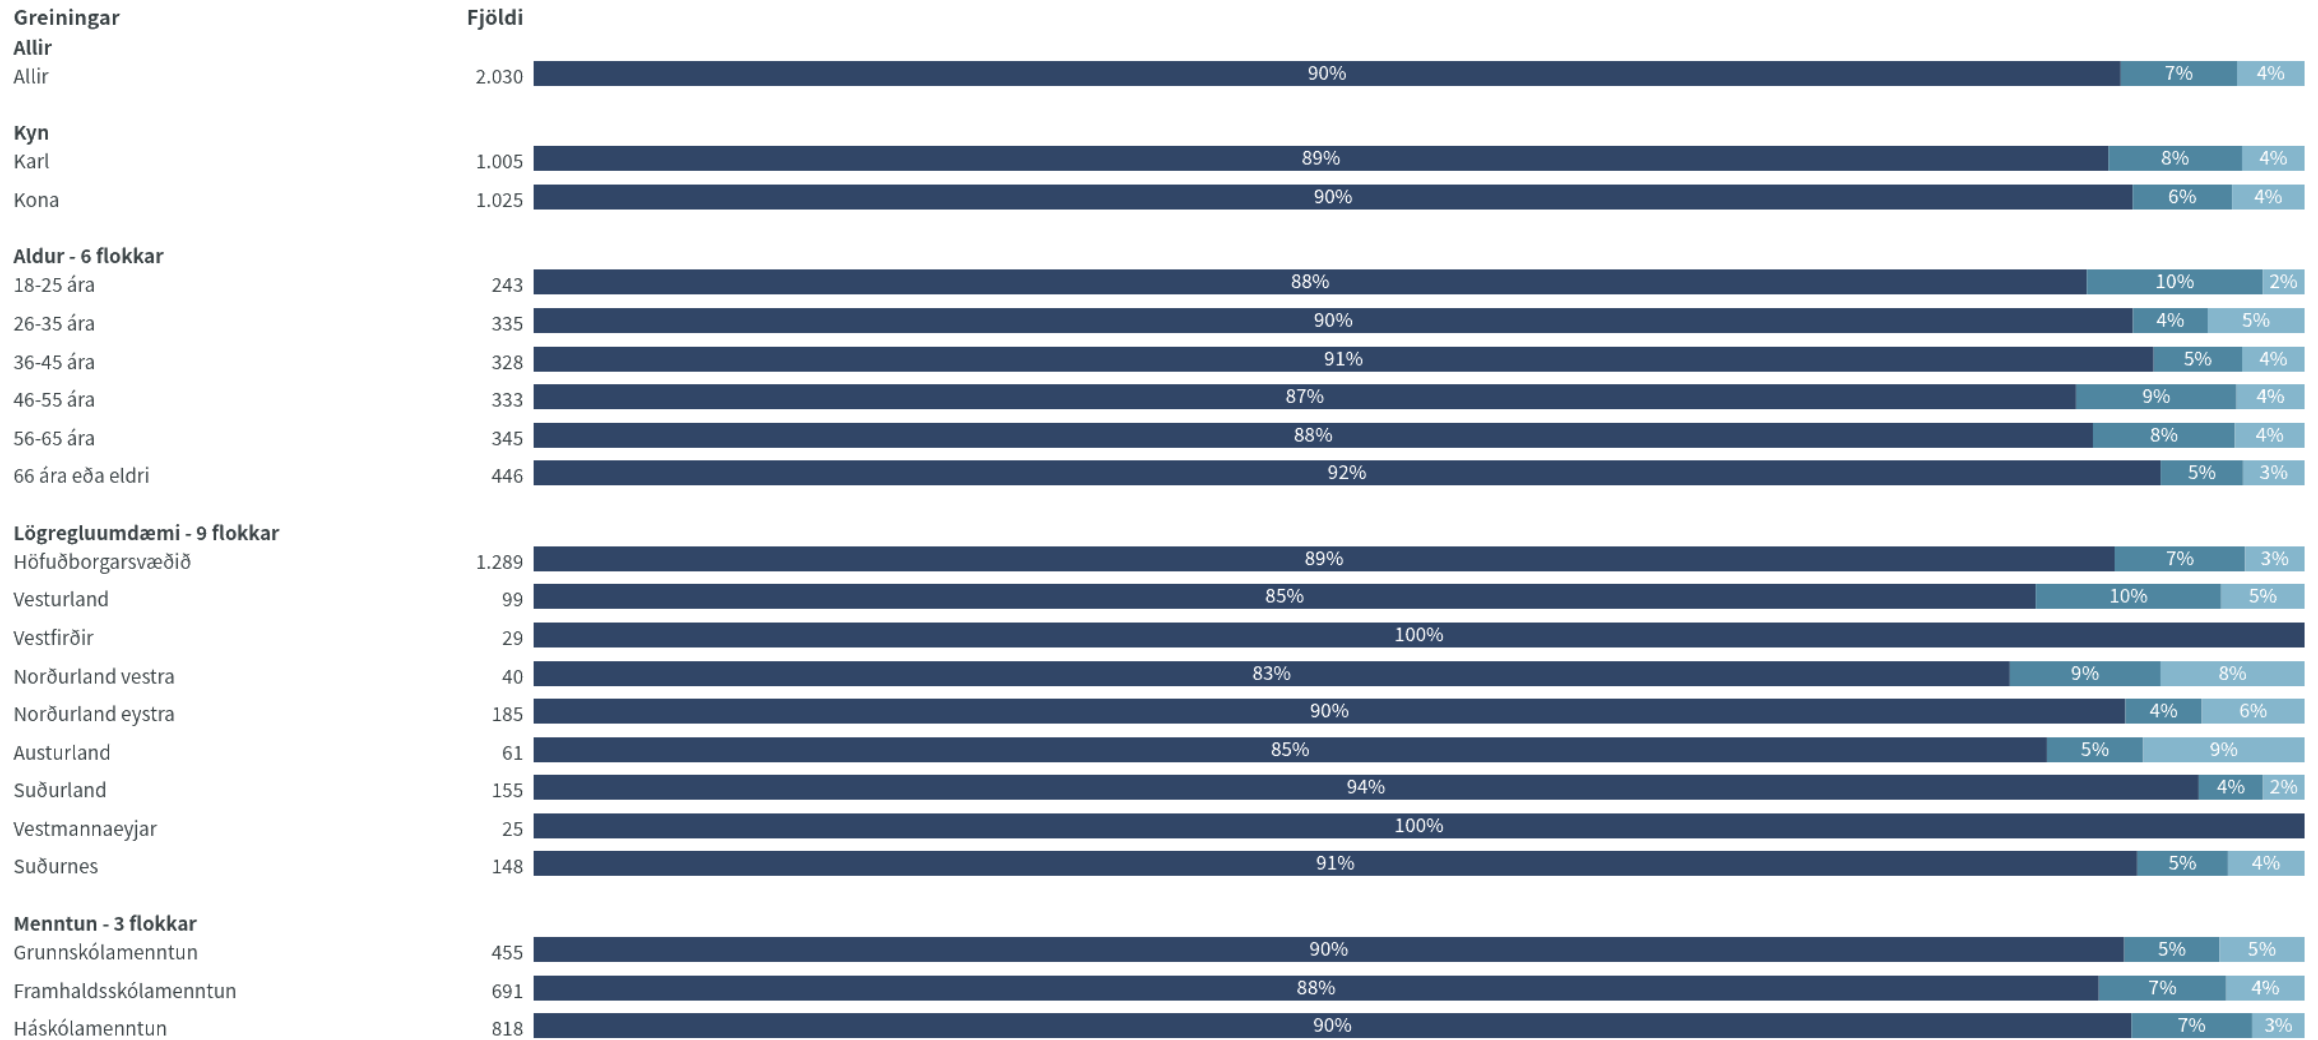 Greiningar Fjöldi
Allir
Allir 2.030 90% 7% 4%
Kyn
Karl 1.005 89% 8% 4%
Kona 1.025 90% 6% 4%
Aldur - 6 flokkar
18-25 ára 243 88% 10% 2%
26-35 ára 335 90% 4% 5%
36-45 ára 328 91% 5% 4%
46-55 ára 333 87% 9% 4%
56-65 ára 345 88% 8% 4%
66 ára eða eldri 446 92% 5% 3%
Lögregluumdæmi - 9 flokkar
Höfuðborgarsvæðið 1.289 89% 7% 3%
Vesturland 99 85% 10% 5%
Vestfirðir 29 100%
Norðurland vestra 40 83% 9% 8%
Norðurland eystra 185 90% 4% 6%
Austurland 61 85% 5% 9%
Suðurland 155 94% 4% 2%
Vestmannaeyjar 25 100%
Suðurnes 148 91% 5% 4%
Menntun - 3 flokkar
Grunnskólamenntun 455 90% 5% 5%
Framhaldsskólamenntun 691 88% 7% 4%
Háskólamenntun 818 90% 7% 3%